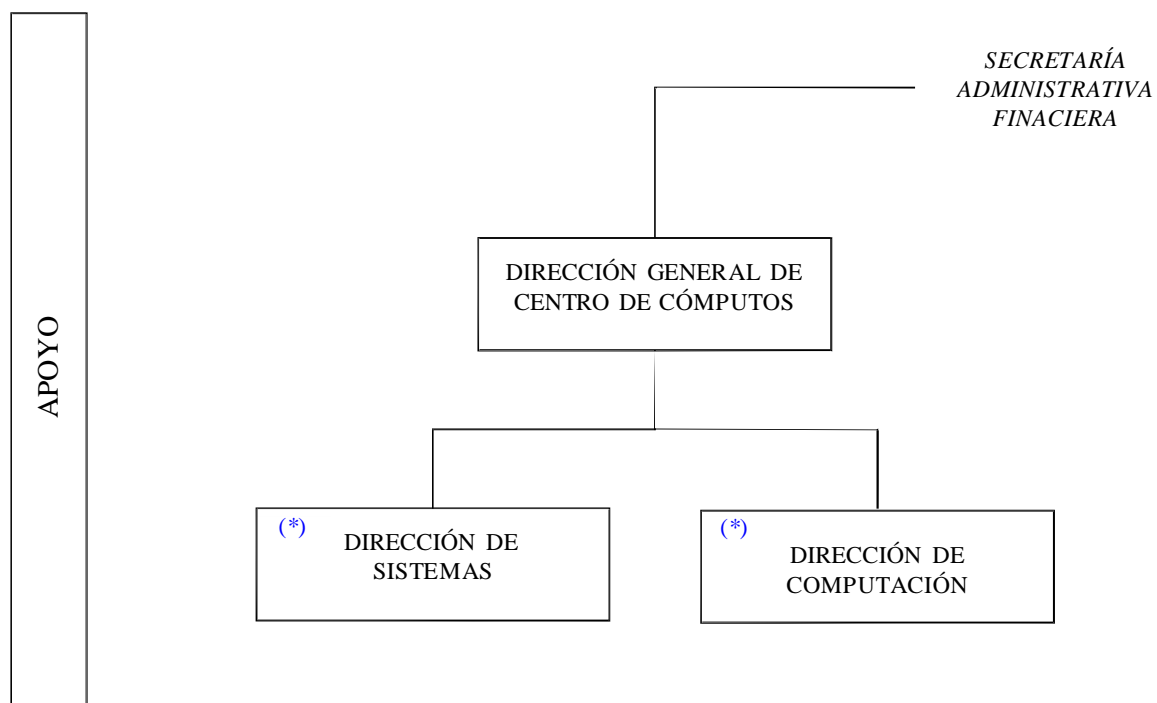 APOYO
SECRETARÍA
ADMINISTRATIVA
FINACIERA
DIRECCIÓN GENERAL DE
CENTRO DE CÓMPUTOS
(*)
DIRECCIÓN DE
SISTEMAS
(*)
DIRECCIÓN DE
COMPUTACIÓN